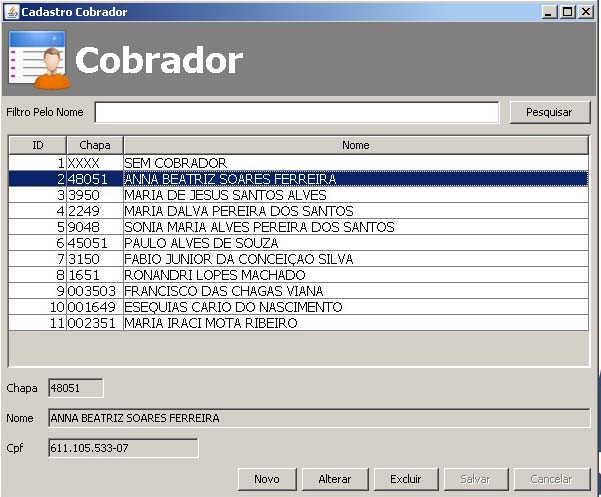 Cadastro Cobrador
Cobrador
Filtro Pelo Nome Pesquisar
ID Chapa Nome
1 XXXX SEM COBRADOR
2 48051 ANNA BEATRIZ SOARES FERREIRA
3 3950 MARIA DE JESUS SANTOS ALVES
4 2249 MARIA DALVA PEREIRA DOS SANTOS
5 9048 SONIA MARIA ALVES PEREIRA DOS SANTOS
6 45051 PAULO ALVES DE SOUZA
7 3150 FABIO JUNIOR DA CONCEIÇAO SILVA
8 1651 RONANDRI LOPES MACHADO
9 003503 FRANCISCO DAS CHAGAS VIANA
10 001649 ESEQUIAS CARIO DO NASCIMENTO
11 002351 MARIA IRACI MOTA RIBEIRO
Chapa 48051
Nome ANNA BEATRIZ SOARES FERREIRA
Cpf 611.105.533-07
Novo Alterar Excluir Salvar Cancelar